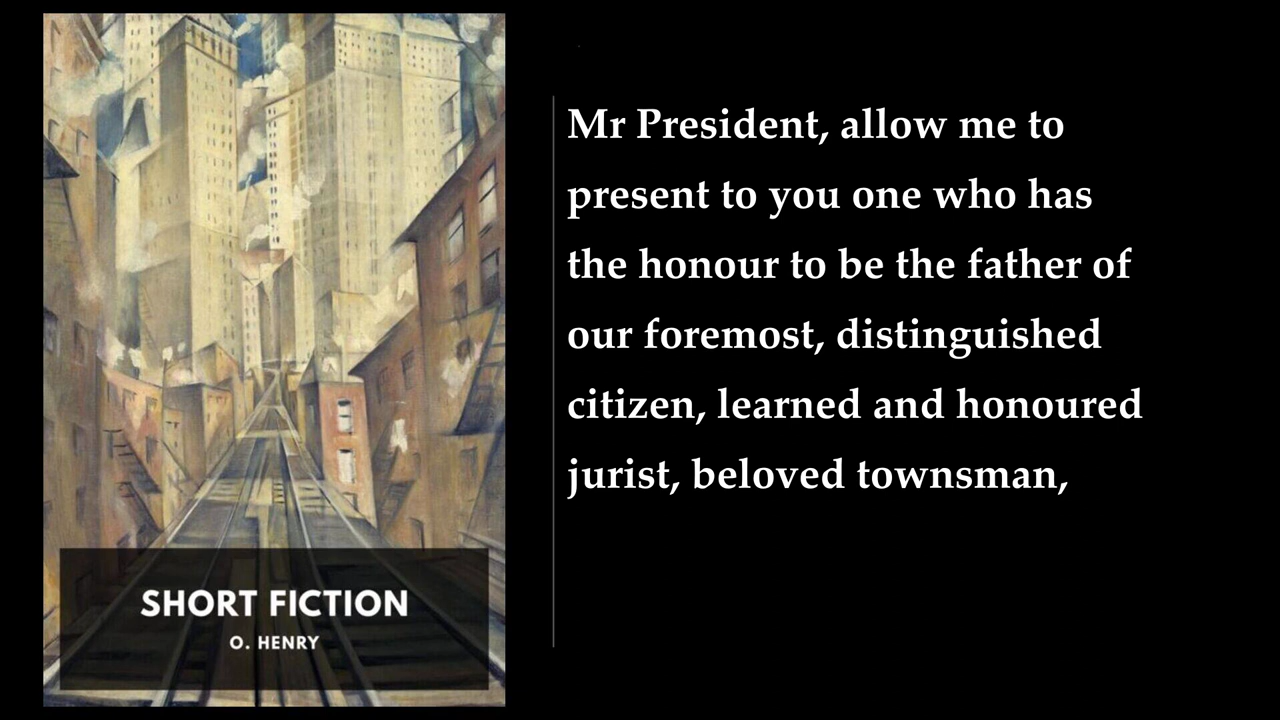 Mr President, allow me to
present to you one who has
the honour to be the father of
our foremost, distinguished
citizen, learned and honoured
jurist, beloved townsman,
SHORT FICTION
O. HENRY